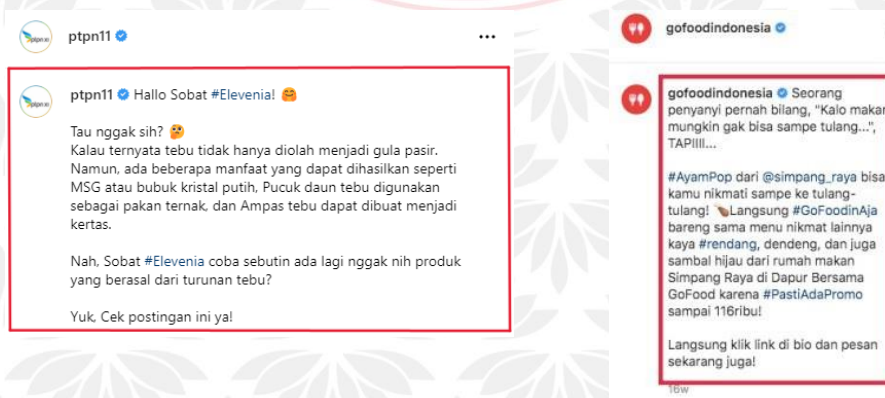 ptpn11
ptpn11 Hallo Sobat #Elevenia! 🤗
Tau nggak sih? 🤔
Kalau ternyata tebu tidak hanya diolah menjadi gula pasir.
Namun, ada beberapa manfaat yang dapat dihasilkan seperti
MSG atau bubuk kristal putih, Pucuk daun tebu digunakan
sebagai pakan ternak, dan Ampas tebu dapat dibuat menjadi
kertas.
Nah, Sobat #Elevenia coba sebutin ada lagi nggak nih produk
yang berasal dari turunan tebu?
Yuk, Cek postingan ini ya!
gofoodindonesia
gofoodindonesia Seorang
penyanyi pernah bilang, "Kalo makan
mungkin gak bisa sampe tulang...",
TAPIIII...
#AyamPop dari @simpang_raya bisa
kamu nikmati sampe ke tulang-
tulang! 🍗Langsung #GoFoodinAja
bareng sama menu nikmat lainnya
kaya #rendang, dendeng, dan juga
sambal hijau dari rumah makan
Simpang Raya di Dapur Bersama
GoFood karena #PastiAdaPromo
sampai 116ribu!
Langsung klik link di bio dan pesan
sekarang juga!
16w